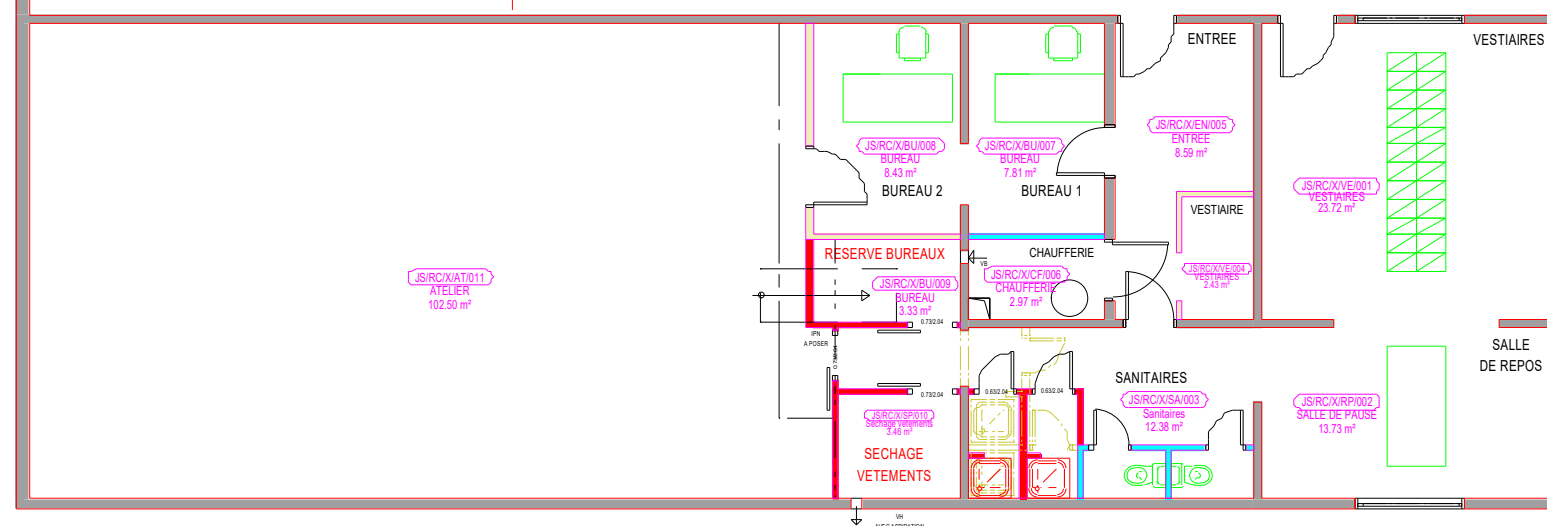 ENTREE
VESTIAIRES
JS/RC/X/EN/005
ENTREE
8.59 m²
JS/RC/X/BU/008
BUREAU
8.43 m²
BUREAU 2
JS/RC/X/BU/007
BUREAU
7.81 m²
BUREAU 1
JS/RC/X/VE/001
VESTIAIRES
23.72 m²
VESTIAIRE
RESERVE BUREAUX
CHAUFFERIE
VB
JS/RC/X/VE/004
VESTIAIRES
2.43 m²
JS/RC/X/AT/011
ATELIER
102.50 m²
JS/RC/X/BU/009
BUREAU
3.33 m²
JS/RC/X/CF/006
CHAUFFERIE
2.97 m²
0.73/2.04
IPN
A POSER
0.73/2.04
SALLE
DE REPOS
SANITAIRES
0.73/2.04
0.63/2.04
0.63/2.04
JS/RC/X/SA/003
Sanitaires
12.38 m²
JS/RC/X/RP/002
SALLE DE PAUSE
13.73 m²
JS/RC/X/SP/010
Séchage vêtements
3.46 m²
SECHAGE
VETEMENTS
VH